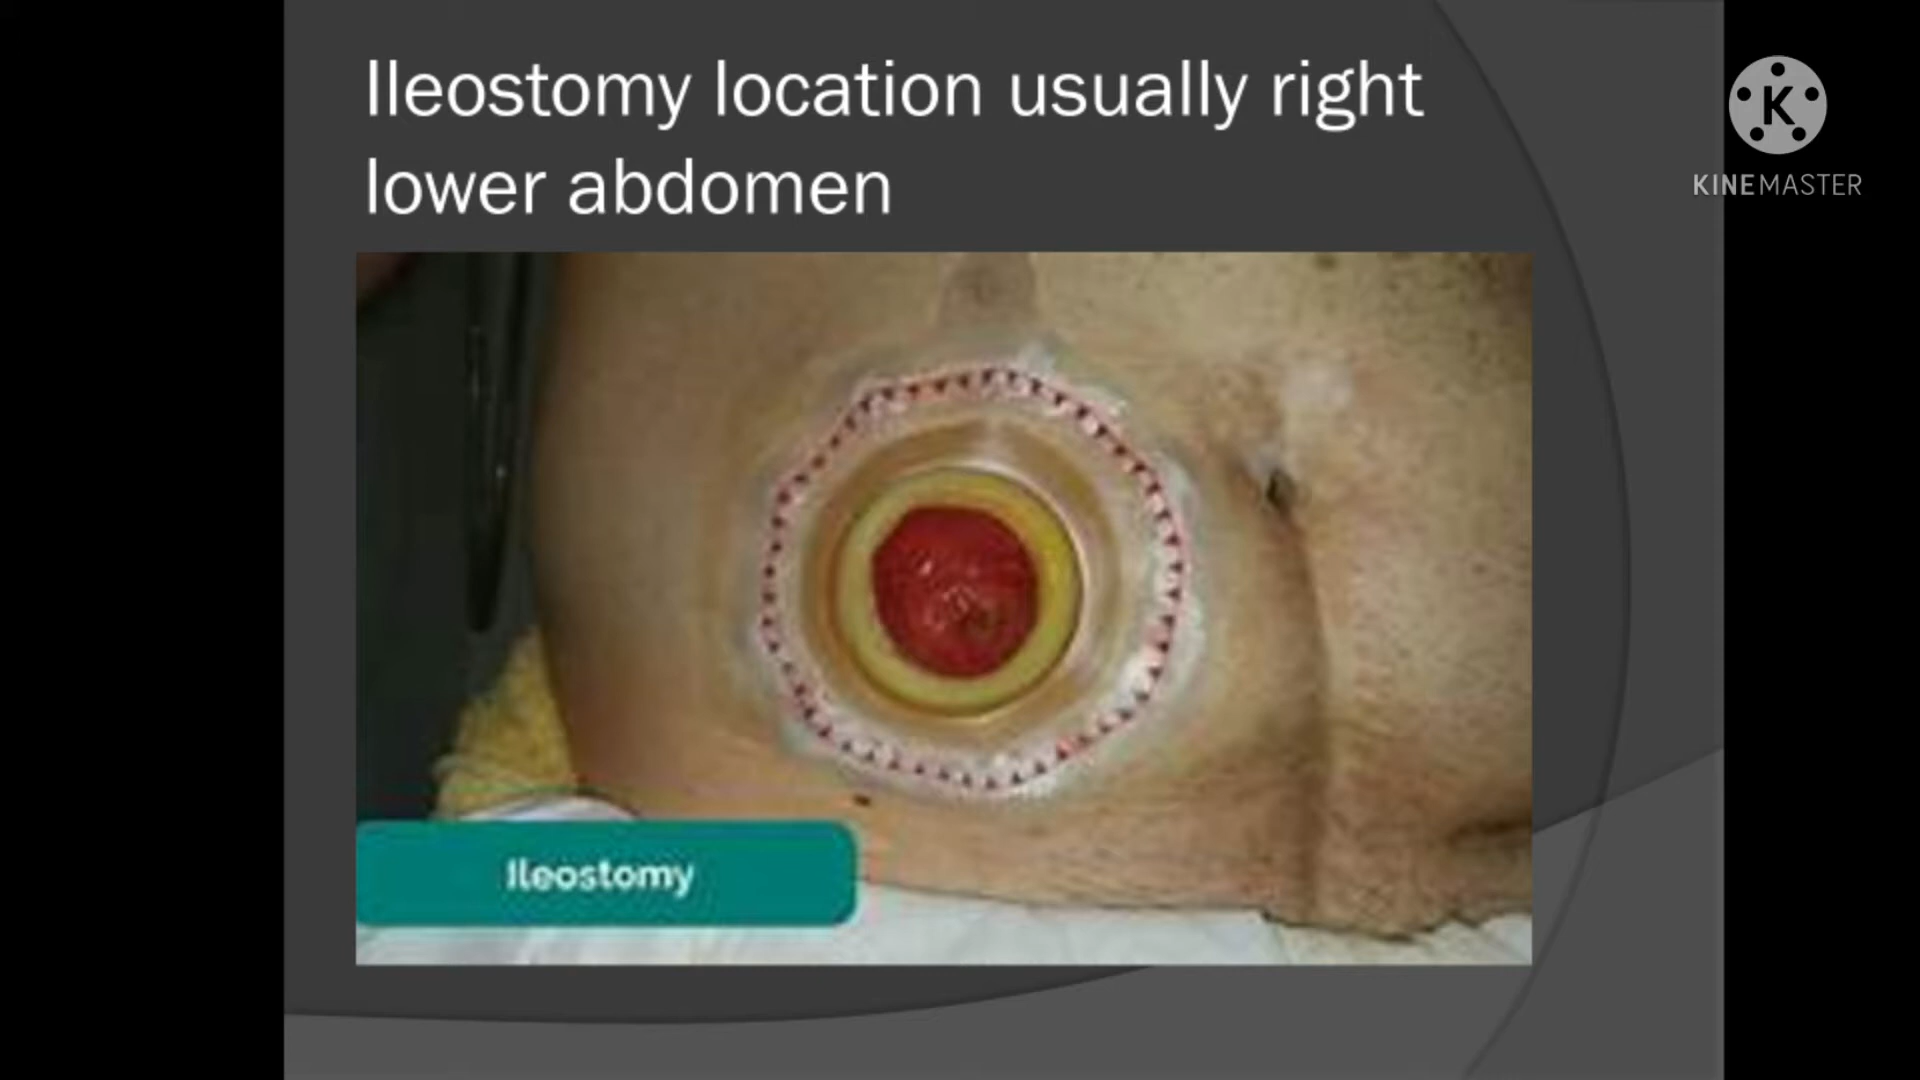 Ileostomy location usually right
lower abdomen
K
KINEMASTER
Ileostomy